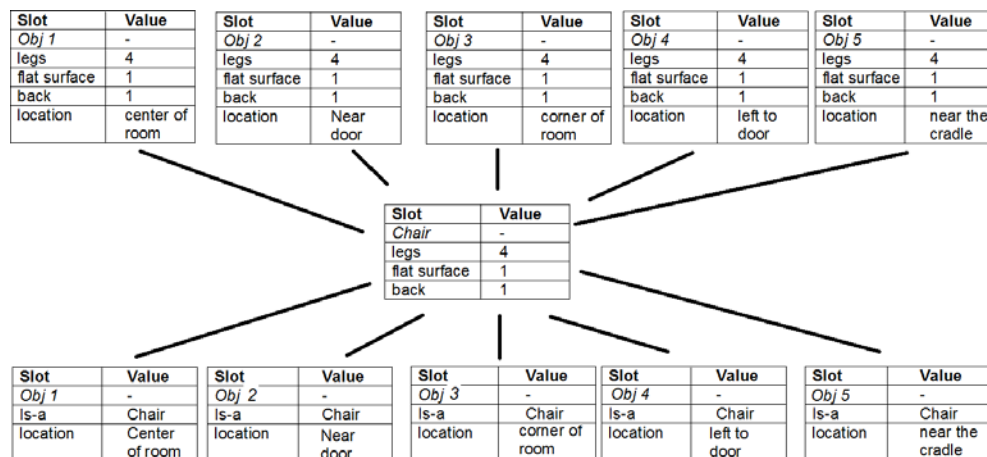 Slot Value
Obj 1 -
legs 4
flat surface 1
back 1
location center of
room
Slot Value
Obj 2 -
legs 4
flat surface 1
back 1
location Near
door
Slot Value
Obj 3 -
legs 4
flat surface 1
back 1
location corner of
room
Slot Value
Obj 4 -
legs 4
flat surface 1
back 1
location left to
door
Slot Value
Obj 5 -
legs 4
flat surface 1
back 1
location near the
cradle
Slot Value
Chair -
legs 4
flat surface 1
back 1
Slot Value
Obj 1 -
Is-a Chair
location Center
of room
Slot Value
Obj 2 -
Is-a Chair
location Near
door
Slot Value
Obj 3 -
Is-a Chair
location corner of
room
Slot Value
Obj 4 -
Is-a Chair
location left to
door
Slot Value
Obj 5 -
Is-a Chair
location near the
cradle